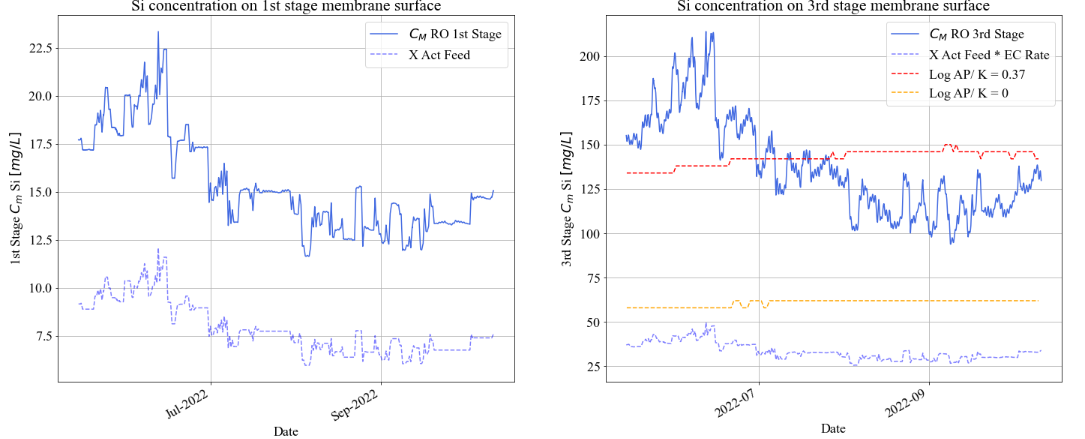 Si concentration on 1st stage membrane surface
1st Stage C_m Si [mg/L]
22.5
20.0
17.5
15.0
12.5
10.0
7.5
C_M RO 1st Stage
X Act Feed
Jul-2022
Sep-2022
Date
Si concentration on 3rd stage membrane surface
3rd Stage C_m Si [mg/L]
200
175
150
125
100
75
50
25
C_M RO 3rd Stage
X Act Feed * EC Rate
Log AP/ K = 0.37
Log AP/ K = 0
2022-07
2022-09
Date